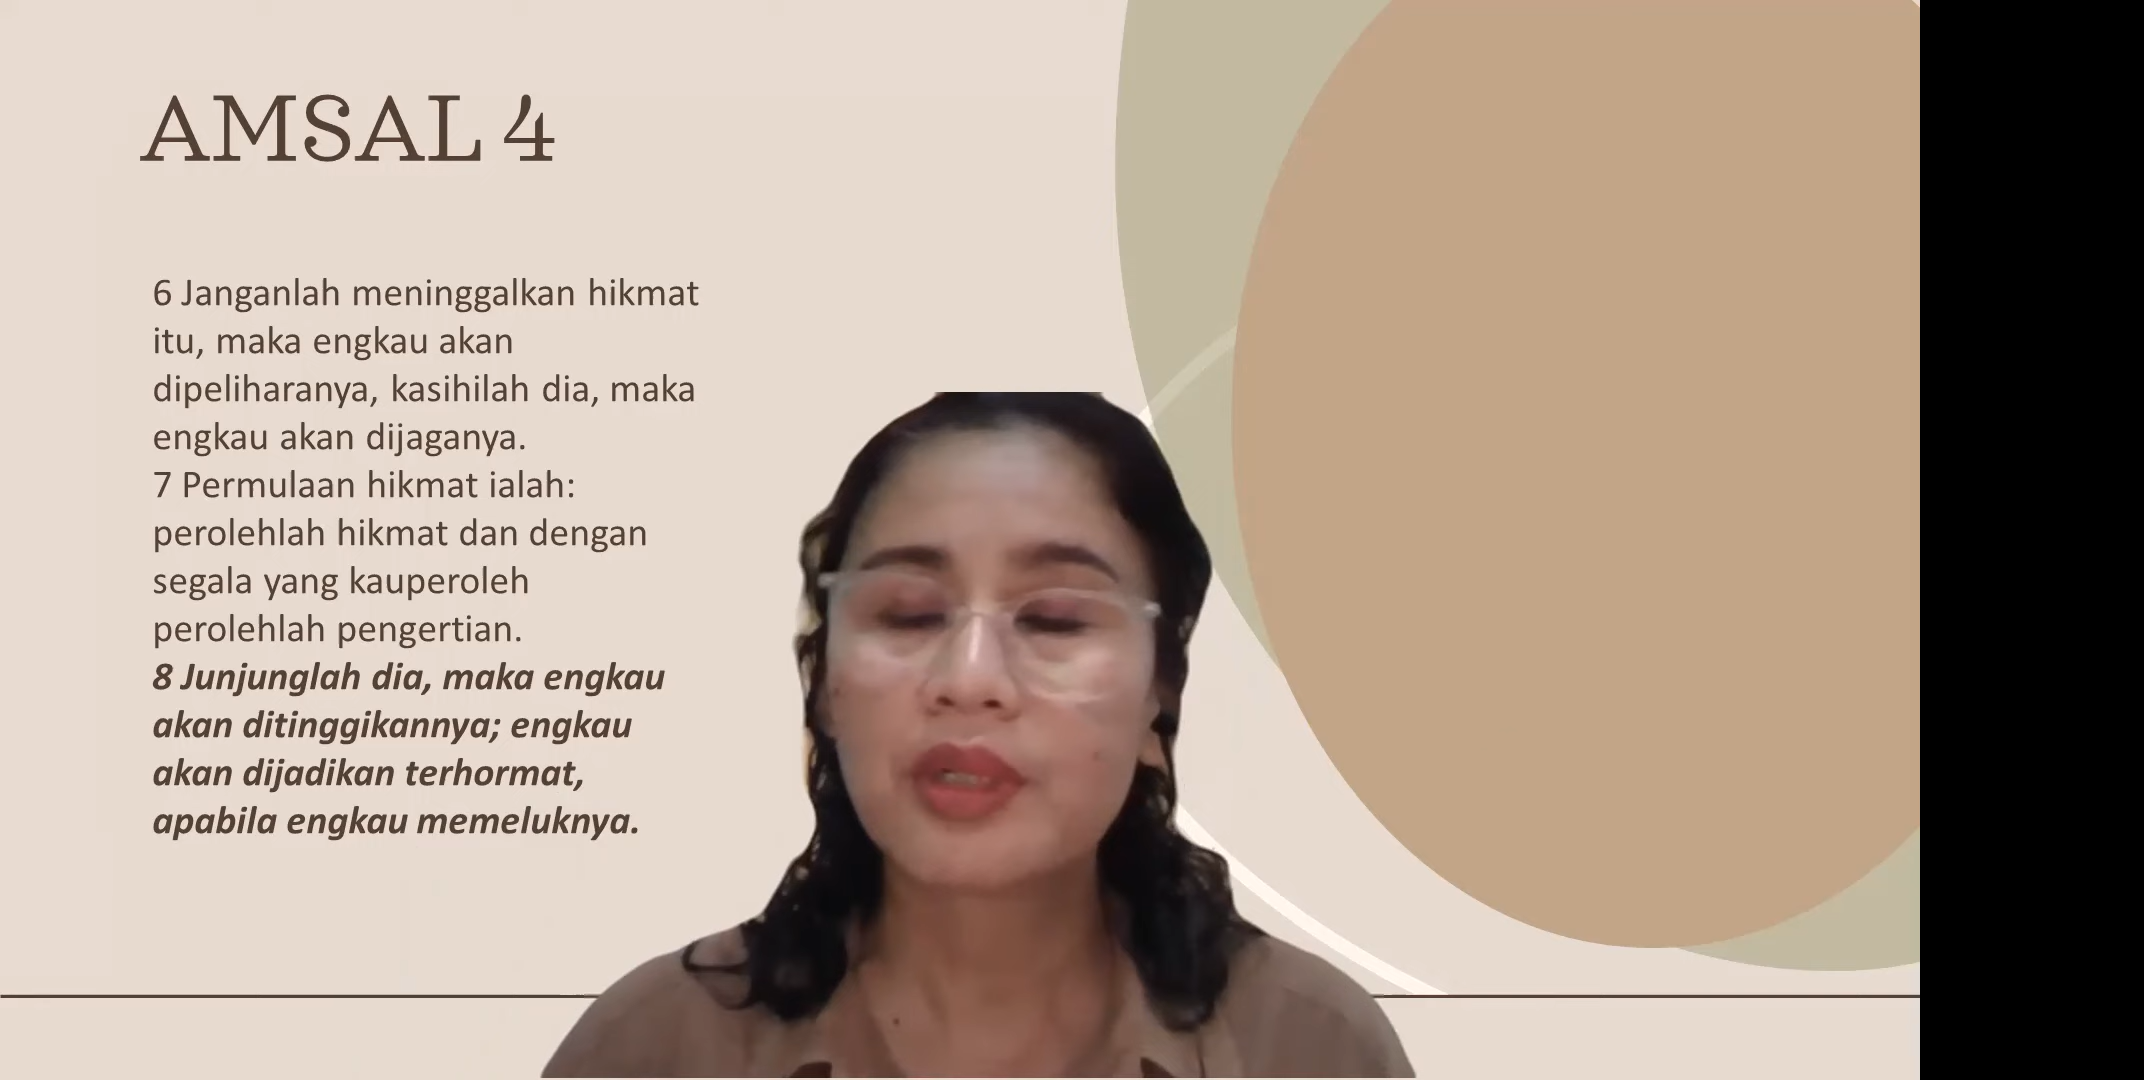 AMSAL 4
6 Janganlah meninggalkan hikmat
itu, maka engkau akan
dipeliharanya, kasihilah dia, maka
engkau akan dijaganya.
7 Permulaan hikmat ialah:
perolehlah hikmat dan dengan
segala yang kauperoleh
perolehlah pengertian.
8 Junjunglah dia, maka engkau
akan ditinggikannya; engkau
akan dijadikan terhormat,
apabila engkau memeluknya.